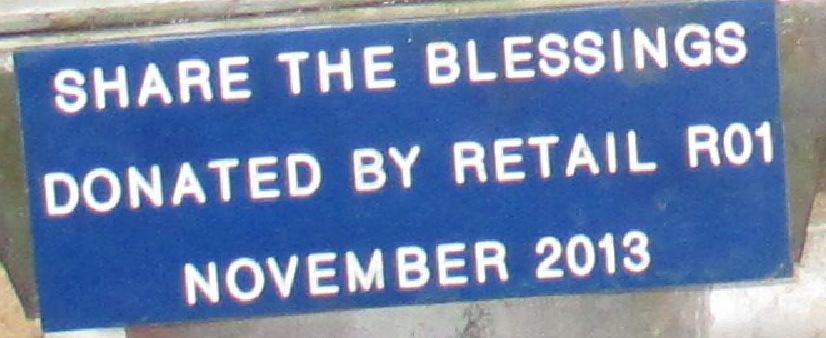 SHARE THE BLESSINGS
DONATED BY RETAIL R01
NOVEMBER 2013